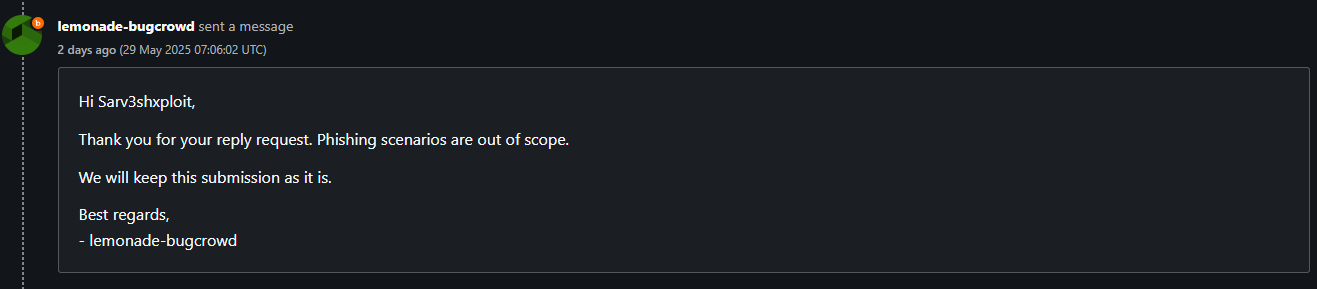 lemonade-bugcrowd sent a message
2 days ago (29 May 2025 07:06:02 UTC)
Hi Sarv3shxploit,
Thank you for your reply request. Phishing scenarios are out of scope.
We will keep this submission as it is.
Best regards,
- lemonade-bugcrowd